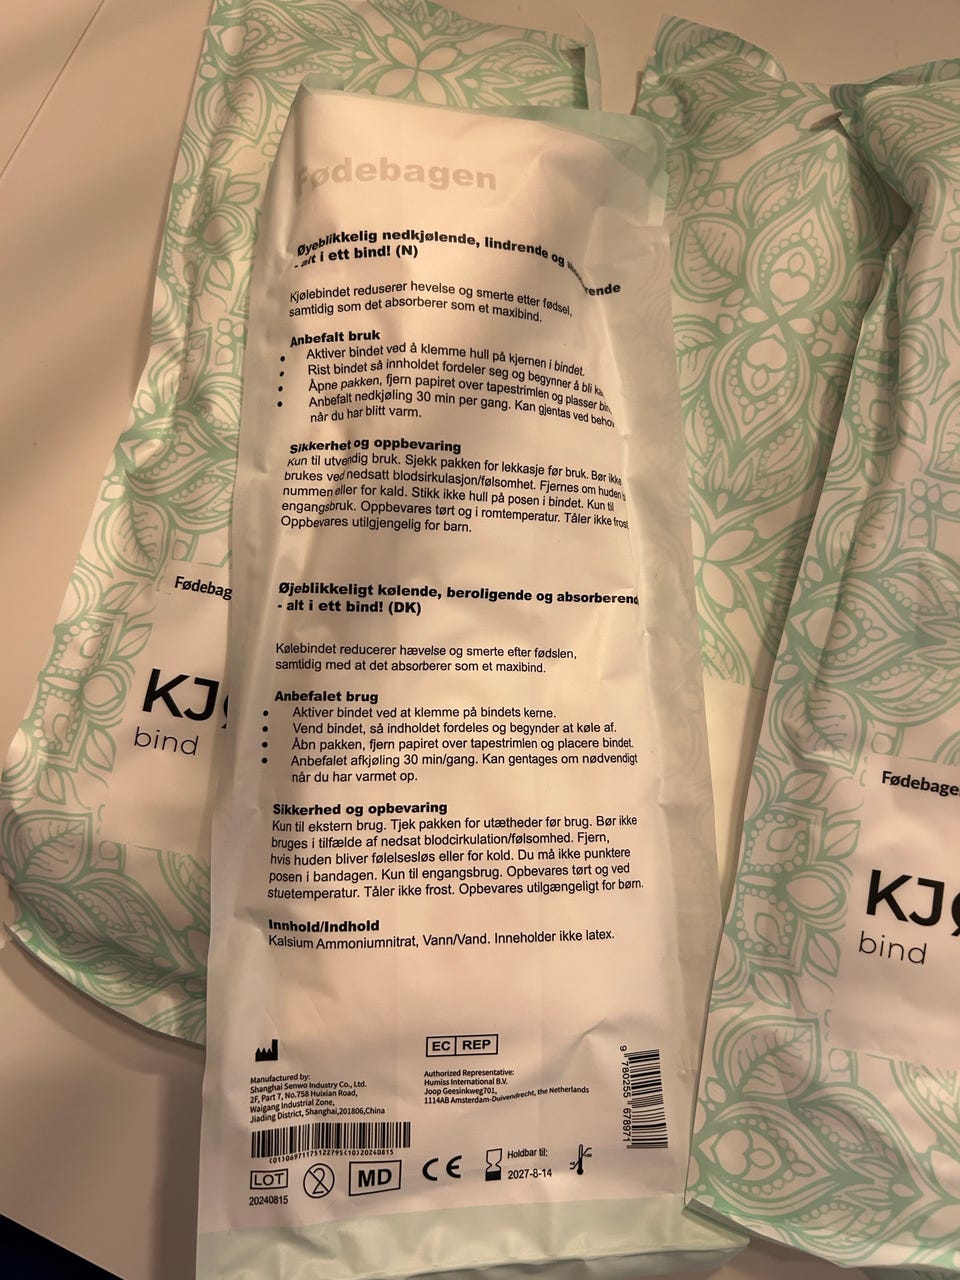 Fødebagen
Øyeblikkelig nedkjølende, lindrende og
- alt i ett bind! (N)
Kjølebindet reduserer hevelse og smerte etter fødsel,
samtidig som det absorberer som et maxibind.
Anbefalt bruk
• Aktiver bindet ved å klemme hull på kjernen i bindet.
• Rist bindet så innholdet fordeler seg og begynner å bli
• Åpne pakken, fjern papiret over tapestrimlen og plasser
• Anbefalt nedkjøling 30 min per gang. Kan gjentas ved
når du har blitt varm.
Sikkerhet og oppbevaring
Kun til utvendig bruk. Sjekk pakken for lekkasje før bruk. Bør ikke
brukes ved nedsatt blodsirkulasjon/følsomhet. Fjernes om huden
nummen eller for kald. Stikk ikke hull på posen i bindet. Kun til
engangsbruk. Oppbevares tørt og i romtemperatur. Tåler ikke frost.
Oppbevares utilgjengelig for barn.
Øjeblikkeligt kølende, beroligende og absorberend
- alt i ett bind! (DK)
Kølebindet reducerer hævelse og smerte efter fødslen,
samtidig med at det absorberer som et maxibind.
Anbefalet brug
• Aktiver bindet ved at klemme på bindets kerne.
• Vend bindet, så indholdet fordeles og begynder at køle af.
• Åbn pakken, fjern papiret over tapestrimlen og placere bindet.
• Anbefalet afkjøling 30 min/gang. Kan gentages om nødvendigt
når du har varmet op.
Sikkerhed og opbevaring
Kun til ekstern brug. Tjek pakken for utætheder før brug. Bør ikke
bruges i tilfælde af nedsat blodcirkulation/følsomhed. Fjern,
hvis huden bliver følelsesløs eller for kold. Du må ikke punktere
posen i bandagen. Kun til engangsbrug. Opbevares tørt og ved
stuetemperatur. Tåler ikke frost. Opbevares utilgængeligt for børn.
Innhold/Indhold
Kalsium Ammoniumnitrat, Vann/Vand. Inneholder ikke latex.
Manufactured by:
Shanghai Senwo Industry Co., Ltd.
2F, Part 7, No.758 Huixian Road,
Waigang Industrial Zone,
Jiading District, Shanghai,201806,China
EC REP
Authorized Representative:
Humiss International B.V.
Joop Geesinkweg701,
1114AB Amsterdam-Duivendrecht, the Netherlands
(01)06971175122795(10)20240815
9 780255 678971
LOT
20240815
2
MD
CE
Holdbar til:
2027-8-14
Fødebag
KJØ
bind
Fødebage
KJØ
bind